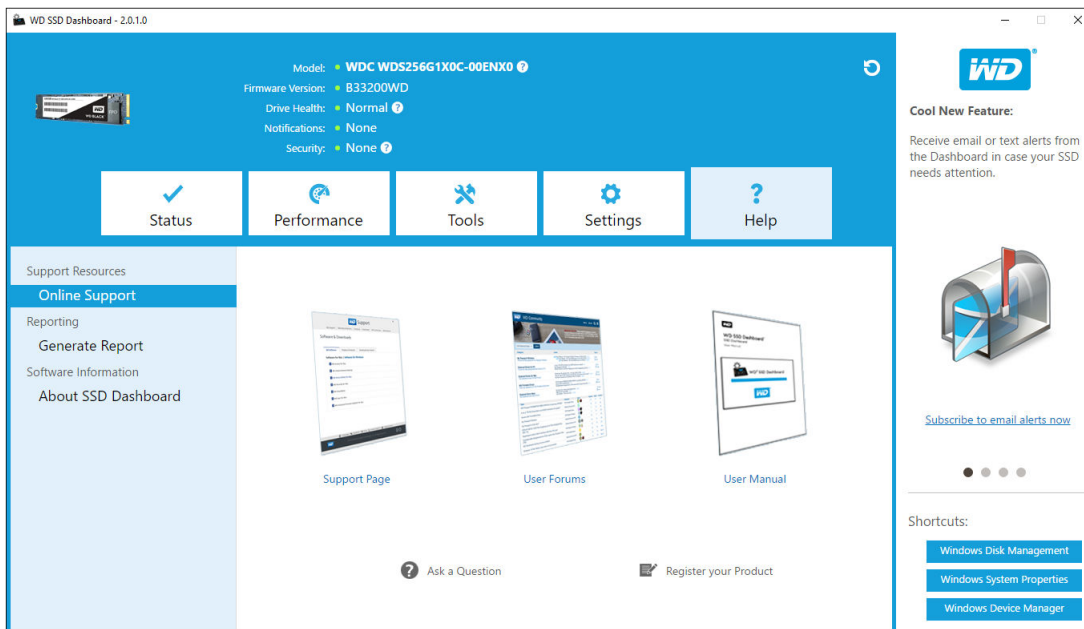 WD SSD Dashboard - 2.0.1.0
Model: WDC WDS256G1X0C-00ENX0 ?
Firmware Version: B33200WD
Drive Health: Normal ?
Notifications: None
Security: None ?
Status
Performance
Tools
Settings
Help
Support Resources
Online Support
Reporting
Generate Report
Software Information
About SSD Dashboard
Support Page
User Forums
User Manual
Ask a Question
Register your Product
WD®
Cool New Feature:
Receive email or text alerts from
the Dashboard in case your SSD
needs attention.
Subscribe to email alerts now
Shortcuts:
Windows Disk Management
Windows System Properties
Windows Device Manager